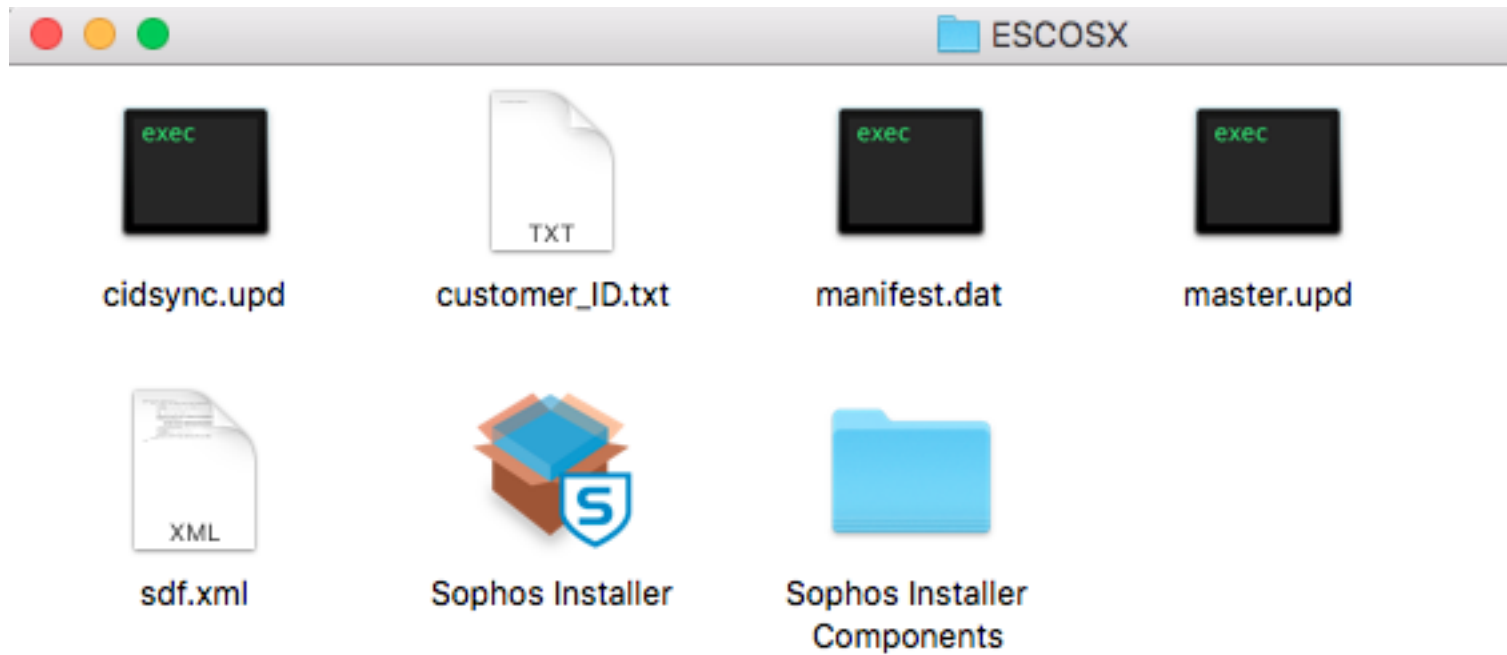 ESCOSX
exec
TXT
exec
exec
cidsync.upd
customer_ID.txt
manifest.dat
master.upd
XML
S
sdf.xml
Sophos Installer
Sophos Installer
Components